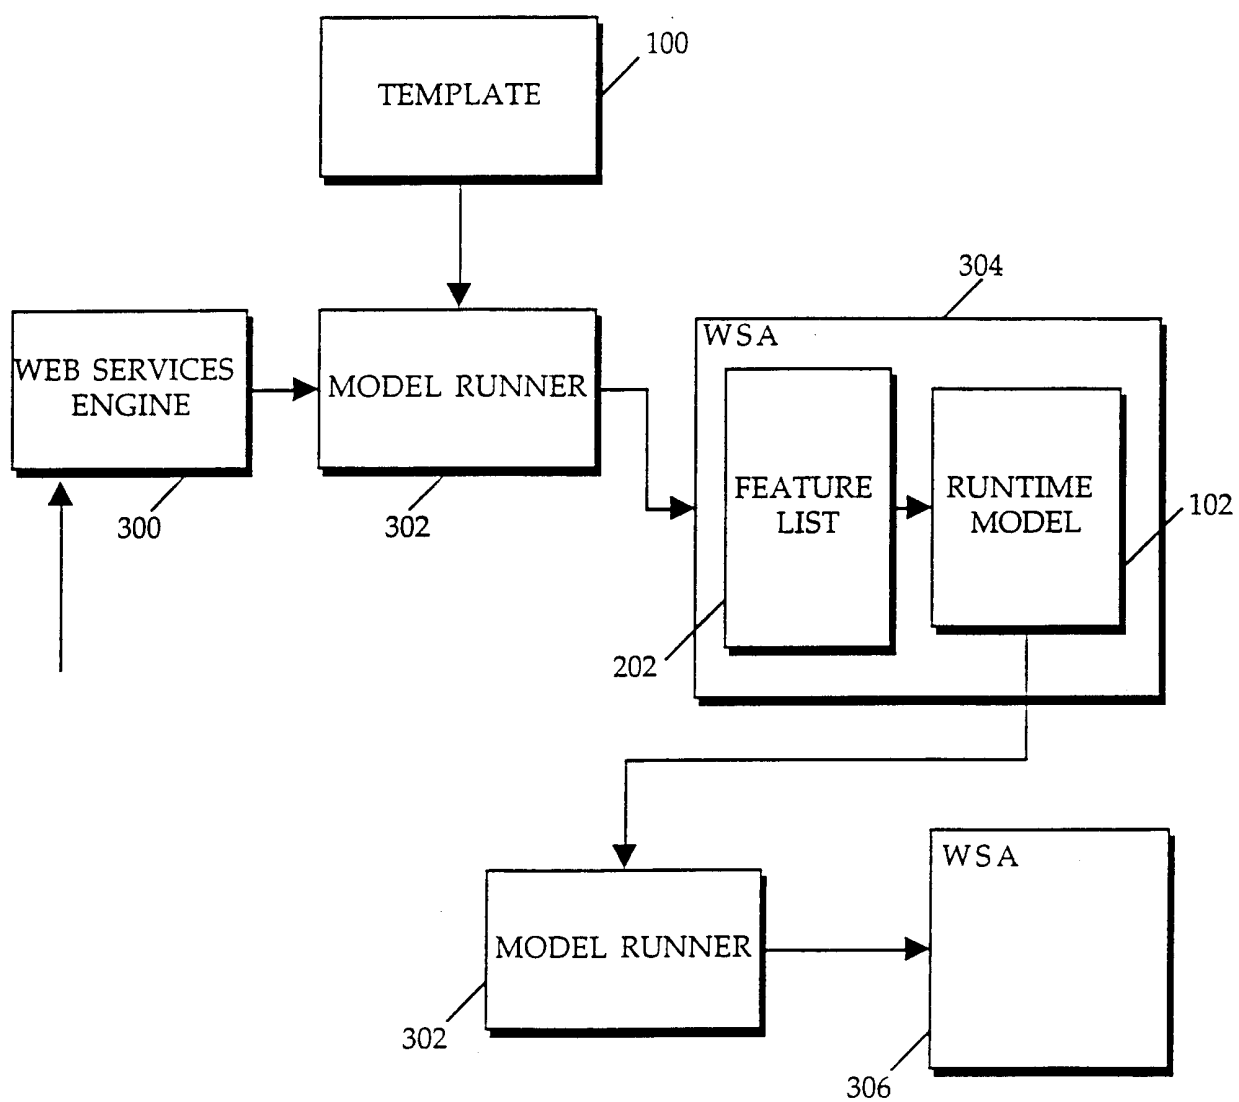 100
TEMPLATE
304
WSA
WEB SERVICES
ENGINE
MODEL RUNNER
FEATURE
LIST
RUNTIME
MODEL
102
300
302
202
WSA
MODEL RUNNER
302
306